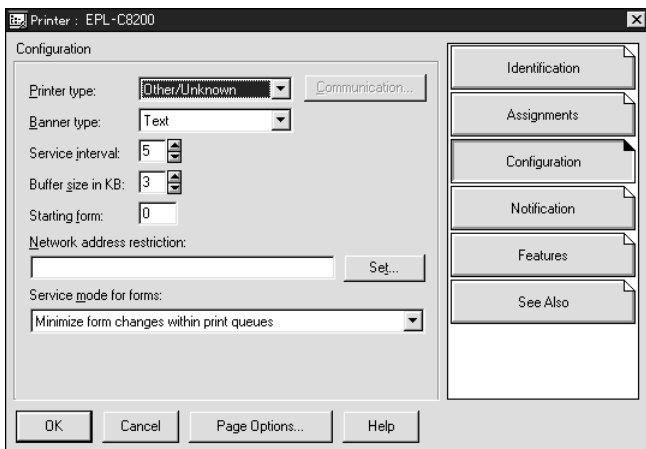 Printer : EPL-C8200
Configuration
Printer type: Other/Unknown Communication...
Banner type: Text
Service interval: 5
Buffer size in KB: 3
Starting form: 0
Network address restriction:
Set...
Service mode for forms:
Minimize form changes within print queues
OK Cancel Page Options... Help
Identification
Assignments
Configuration
Notification
Features
See Also